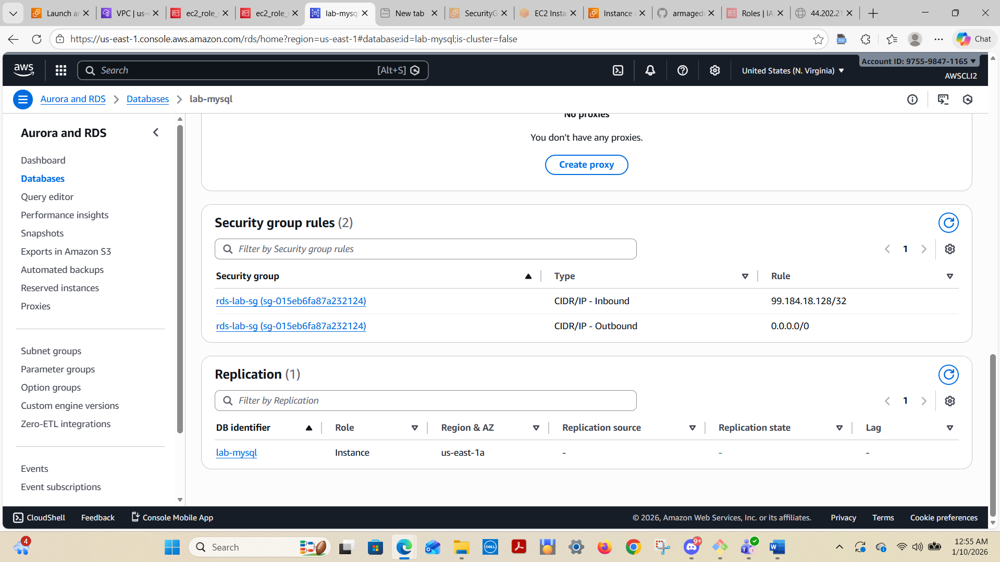 Launch a
VPC | us-e
ec2_role_
ec2_role_
lab-mysql
New tab
SecurityG
EC2 Insta
Instance
armagedd
Roles | IA
44.202.21
https://us-east-1.console.aws.amazon.com/rds/home?region=us-east-1#database:id=lab-mysql;is-cluster=false
Chat
aws
Search
[Alt+S]
United States (N. Virginia)
Account ID: 9755-9847-1165
AWSCLI2
Aurora and RDS
Databases
lab-mysql
Aurora and RDS
Dashboard
Databases
Query editor
Performance insights
Snapshots
Exports in Amazon S3
Automated backups
Reserved instances
Proxies
Subnet groups
Parameter groups
Option groups
Custom engine versions
Zero-ETL integrations
Events
Event subscriptions
No proxies
You don't have any proxies.
Create proxy
Security group rules (2)
Filter by Security group rules
1
Security group Type Rule
rds-lab-sg (sg-015eb6fa87a232124) CIDR/IP - Inbound 99.184.18.128/32
rds-lab-sg (sg-015eb6fa87a232124) CIDR/IP - Outbound 0.0.0.0/0
Replication (1)
Filter by Replication
1
DB identifier Role Region & AZ Replication source Replication state Lag
lab-mysql Instance us-east-1a - - -
CloudShell Feedback Console Mobile App © 2026, Amazon Web Services, Inc. or its affiliates. Privacy Terms Cookie preferences
4
Search
DELL
9+
12:55 AM
1/10/2026